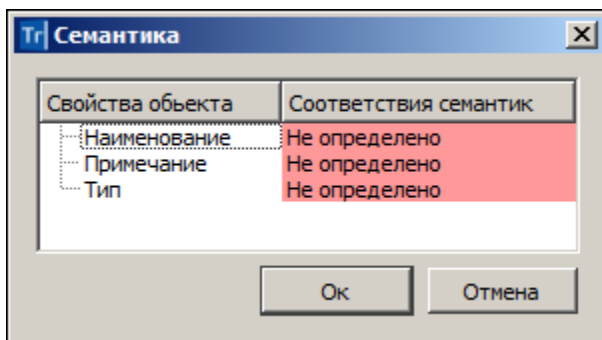 Tr Семантика
Свойства обьекта Соответствия семантик
Наименование Не определено
Примечание Не определено
Тип Не определено
Ок Отмена